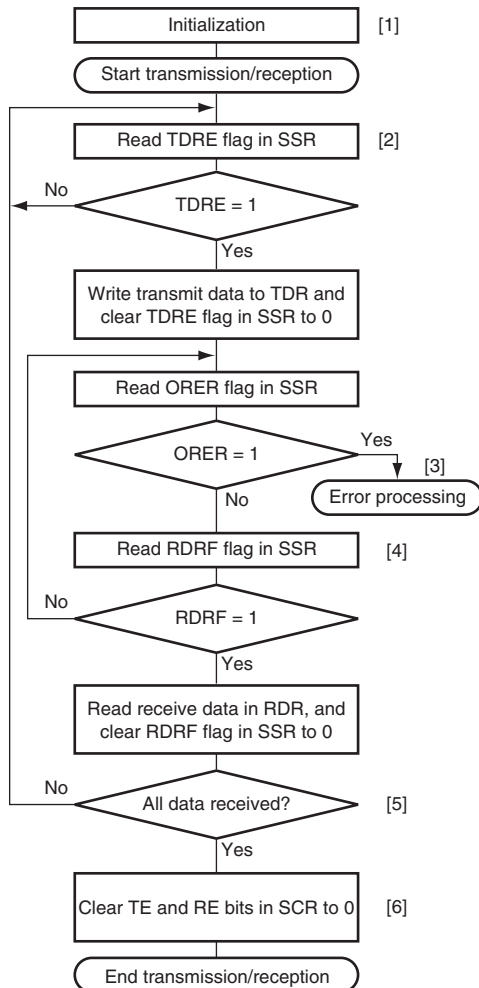 Initialization [1]
Start transmission/reception
Read TDRE flag in SSR [2]
No
TDRE = 1
Yes
Write transmit data to TDR and
clear TDRE flag in SSR to 0
Read ORER flag in SSR
Yes
ORER = 1
[3]
Error processing
No
Read RDRF flag in SSR [4]
No
RDRF = 1
Yes
Read receive data in RDR, and
clear RDRF flag in SSR to 0
No
All data received? [5]
Yes
Clear TE and RE bits in SCR to 0 [6]
End transmission/reception